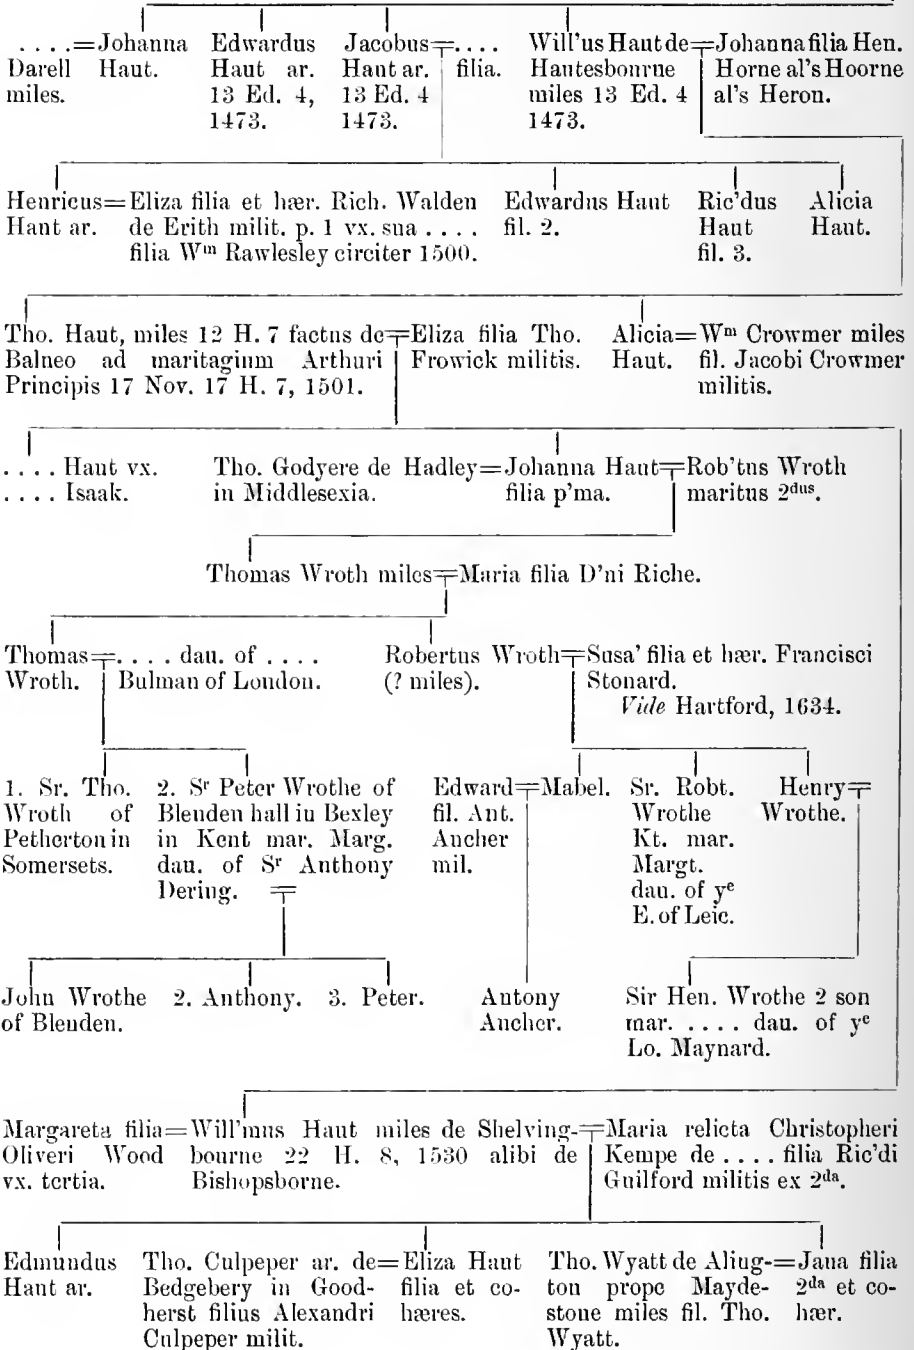 . . . .=Johanna Edwardus Jacobus=. . . . Will'us Haut de=Johanna filia Hen.
Darell Haut. Haut ar. Haut ar. filia. Hautesbourne Horne al's Hoorne
miles. 13 Ed. 4, 13 Ed. 4 miles 13 Ed. 4 al's Heron.
1473. 1473. 1473.
Henricus=Eliza filia et hær. Rich. Walden Edwardus Haut Ric'dus Alicia
Haut ar. de Erith milit. p. 1 vx. sua . . . . fil. 2. Haut Haut.
filia Wᵐ Rawlesley circiter 1500. fil. 3.
Tho. Haut, miles 12 H. 7 factus de=Eliza filia Tho. Alicia=Wᵐ Crowmer miles
Balneo ad maritagium Arthuri Frowick militis. Haut. fil. Jacobi Crowmer
Principis 17 Nov. 17 H. 7, 1501. militis.
. . . . Haut vx. Tho. Godyere de Hadley=Johanna Haut=Rob'tus Wroth
. . . . Isaak. in Middlesexia. filia p'ma. maritus 2ᵈᵘˢ.
Thomas Wroth miles=Maria filia D'ni Riche.
Thomas=. . . . dau. of . . . . Robertus Wroth=Susa' filia et hær. Francisci
Wroth. Bulman of London. (? miles). Stonard.
Vide Hartford, 1634.
1. Sr. Tho. 2. Sʳ Peter Wrothe of Edward=Mabel. Sr. Robt. Henry=
Wroth of Blenden hall in Bexley fil. Ant. Wrothe Wrothe.
Petherton in in Kent mar. Marg. Aucher Kt. mar.
Somersets. dau. of Sʳ Anthony mil. Margt.
Dering. = dau. of yᵉ
E. of Leic.
John Wrothe 2. Anthony. 3. Peter. Antony Sir Hen. Wrothe 2 son
of Blenden. Aucher. mar. . . . . dau. of yᵉ
Lo. Maynard.
Margareta filia=Will'mus Haut miles de Shelving-=Maria relicta Christopheri
Oliveri Wood bourne 22 H. 8, 1530 alibi de Kempe de . . . . filia Ric'di
vx. tertia. Bishopsborne. Guilford militis ex 2ᵈᵃ.
Edmundus Tho. Culpeper ar. de=Eliza Haut Tho. Wyatt de Aling-=Jana filia
Haut ar. Bedgebery in Good- filia et co- ton prope Mayde- 2ᵈᵃ et co-
herst filius Alexandri hæres. stone miles fil. Tho. hær.
Culpeper milit. Wyatt.